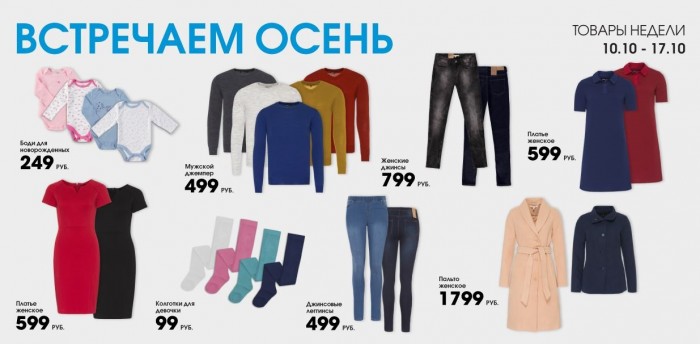 ВСТРЕЧАЕМ ОСЕНЬ
ТОВАРЫ НЕДЕЛИ
10.10 - 17.10
Боди для
новорожденных
249 РУБ.
Мужской
джемпер
499 РУБ.
Женские
джинсы
799 РУБ.
Платье
женское
599 РУБ.
Платье
женское
599 РУБ.
Колготки для
девочки
99 РУБ.
Джинсовые
леггинсы
499 РУБ.
Пальто
женское
1799 РУБ.